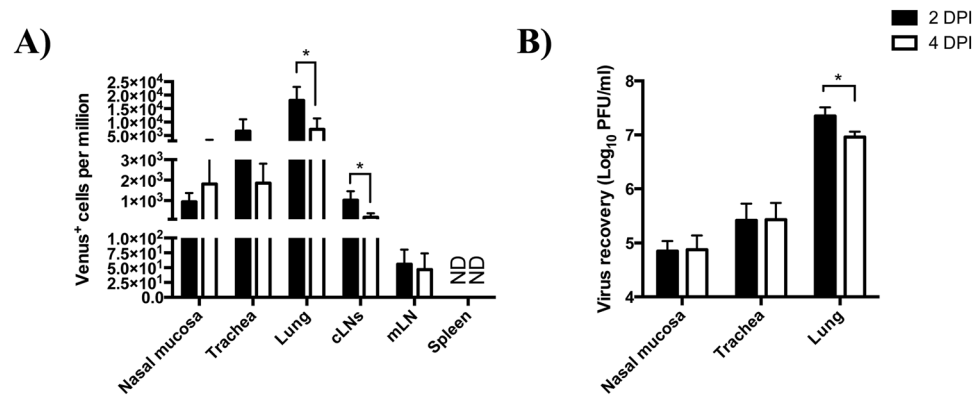 2 DPI
4 DPI
A)
Venus⁺ cells per million
2.5×10⁴
2.0×10⁴
1.5×10⁴
1.0×10⁴
5.0×10³
3×10³
2×10³
1×10³
1.0×10²
7.5×10¹
5.0×10¹
2.5×10¹
0.0
*
*
ND
ND
Nasal mucosa
Trachea
Lung
cLNs
mLN
Spleen
B)
Virus recovery (Log₁₀ PFU/ml)
8
7
6
5
4
*
Nasal mucosa
Trachea
Lung